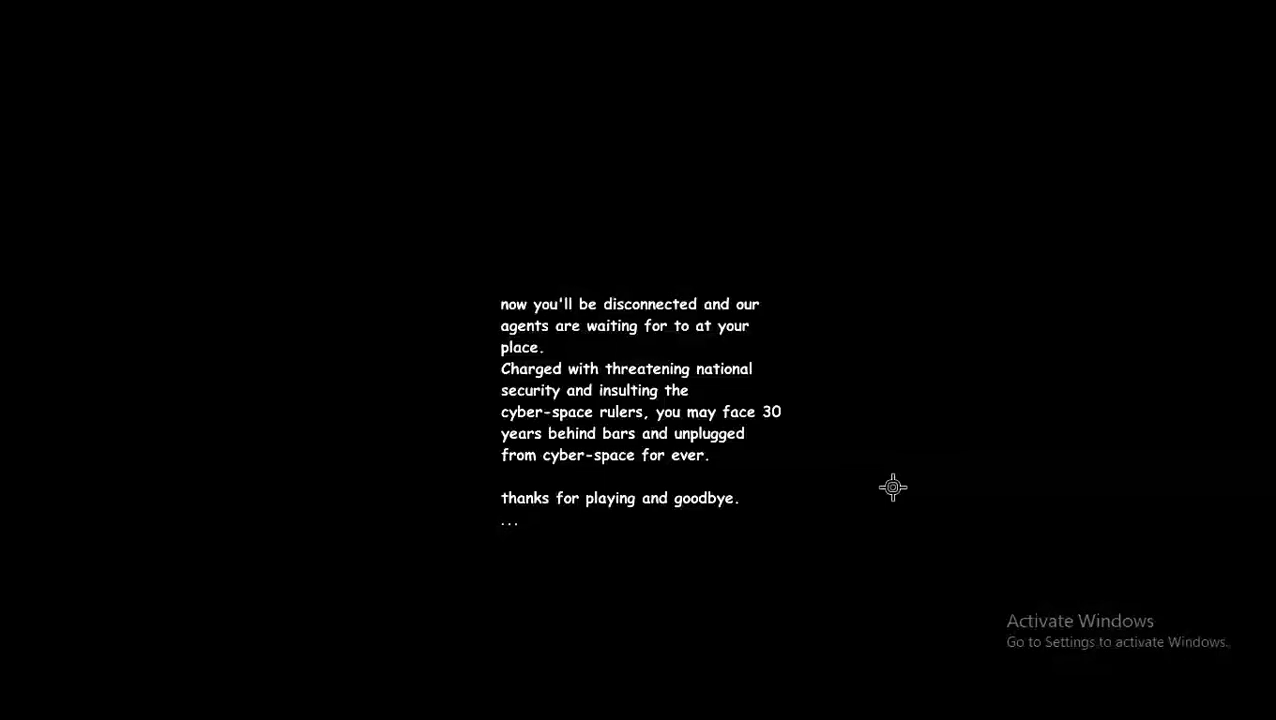 now you'll be disconnected and our
agents are waiting for to at your
place.
Charged with threatening national
security and insulting the
cyber-space rulers, you may face 30
years behind bars and unplugged
from cyber-space for ever.
thanks for playing and goodbye.
...
Activate Windows
Go to Settings to activate Windows.